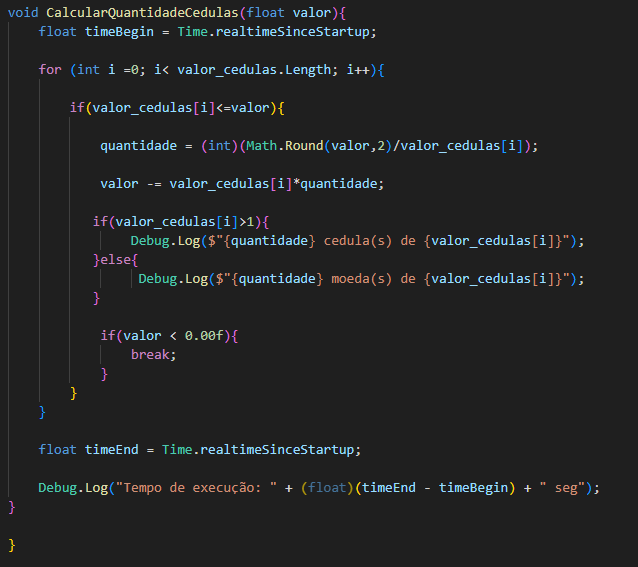 void CalcularQuantidadeCedulas(float valor){
float timeBegin = Time.realtimeSinceStartup;
for (int i =0; i< valor_cedulas.Length; i++){
if(valor_cedulas[i]<=valor){
quantidade = (int)(Math.Round(valor,2)/valor_cedulas[i]);
valor -= valor_cedulas[i]*quantidade;
if(valor_cedulas[i]>1){
Debug.Log($"{quantidade} cedula(s) de {valor_cedulas[i]}");
}else{
Debug.Log($"{quantidade} moeda(s) de {valor_cedulas[i]}");
}
if(valor < 0.00f){
break;
}
}
}
float timeEnd = Time.realtimeSinceStartup;
Debug.Log("Tempo de execução: " + (float)(timeEnd - timeBegin) + " seg");
}
}